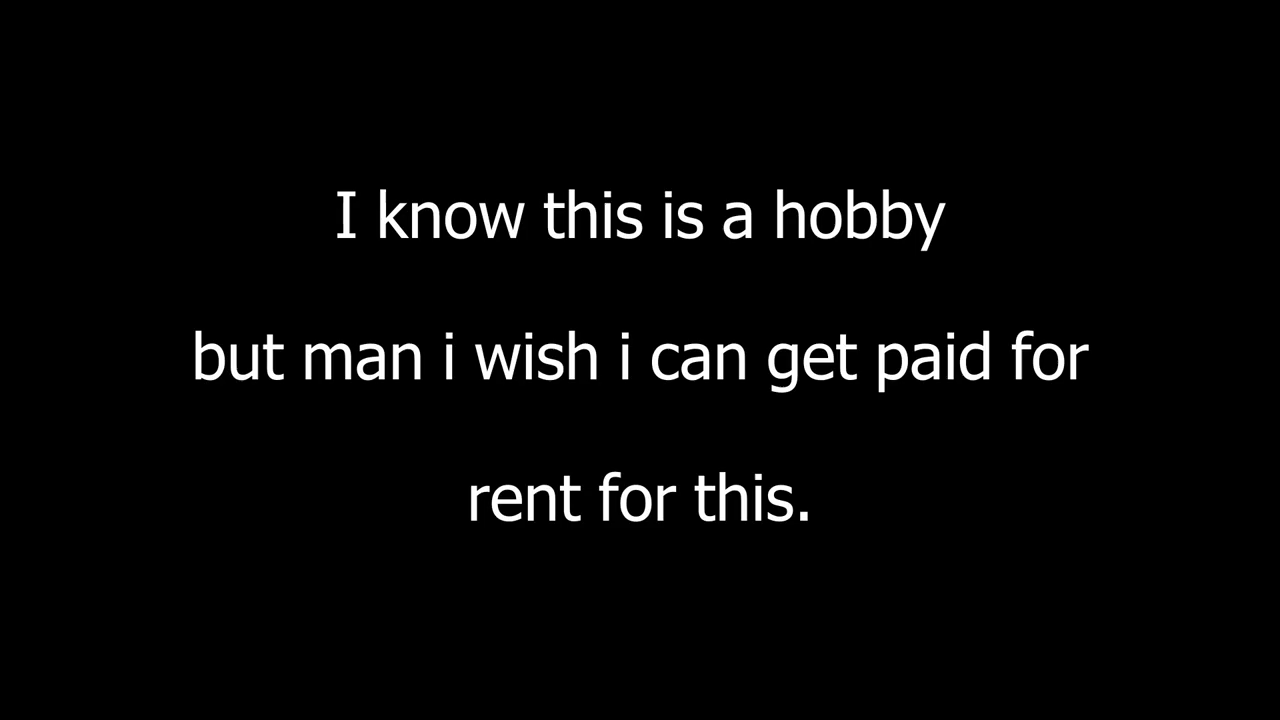 I know this is a hobby
but man i wish i can get paid for
rent for this.